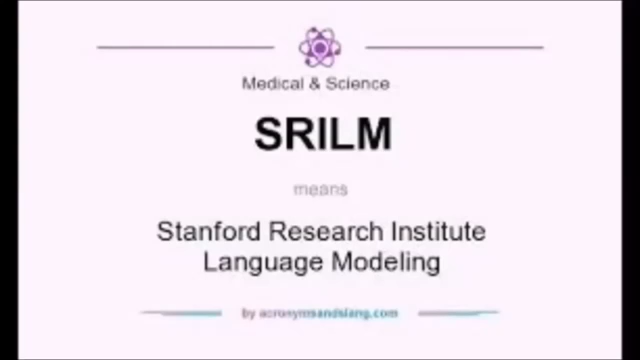 Medical & Science
SRILM
means
Stanford Research Institute
Language Modeling
by acronymsandslang.com